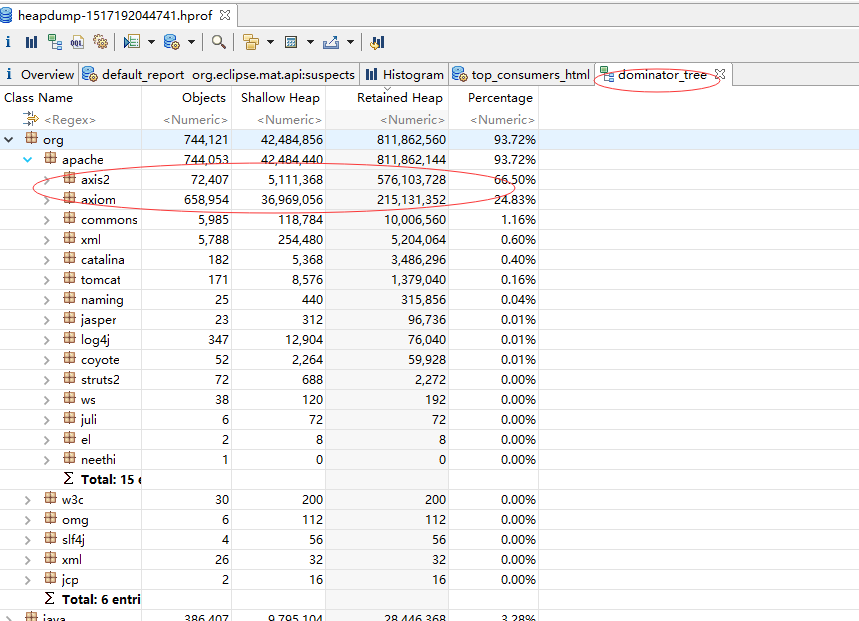 heapdump-1517192044741.hprof
i Overview default_report org.eclipse.mat.api:suspects Histogram top_consumers_html dominator_tree
Class Name Objects Shallow Heap Retained Heap Percentage
<Regex> <Numeric> <Numeric> <Numeric> <Numeric>
org 744,121 42,484,856 811,862,560 93.72%
apache 744,053 42,484,440 811,862,144 93.72%
axis2 72,407 5,111,368 576,103,728 66.50%
axiom 658,954 36,969,056 215,131,352 24.83%
commons 5,985 118,784 10,006,560 1.16%
xml 5,788 254,480 5,204,064 0.60%
catalina 182 5,368 3,486,296 0.40%
tomcat 171 8,576 1,379,040 0.16%
naming 25 440 315,856 0.04%
jasper 23 312 96,736 0.01%
log4j 347 12,904 76,040 0.01%
coyote 52 2,264 59,928 0.01%
struts2 72 688 2,272 0.00%
ws 38 120 192 0.00%
juli 6 72 72 0.00%
el 2 8 8 0.00%
neethi 1 0 0 0.00%
Σ Total: 15 e
w3c 30 200 200 0.00%
omg 6 112 112 0.00%
slf4j 4 56 56 0.00%
xml 26 32 32 0.00%
jcp 2 16 16 0.00%
Σ Total: 6 entri
java 386,407 9,795,104 28,446,368 3.28%